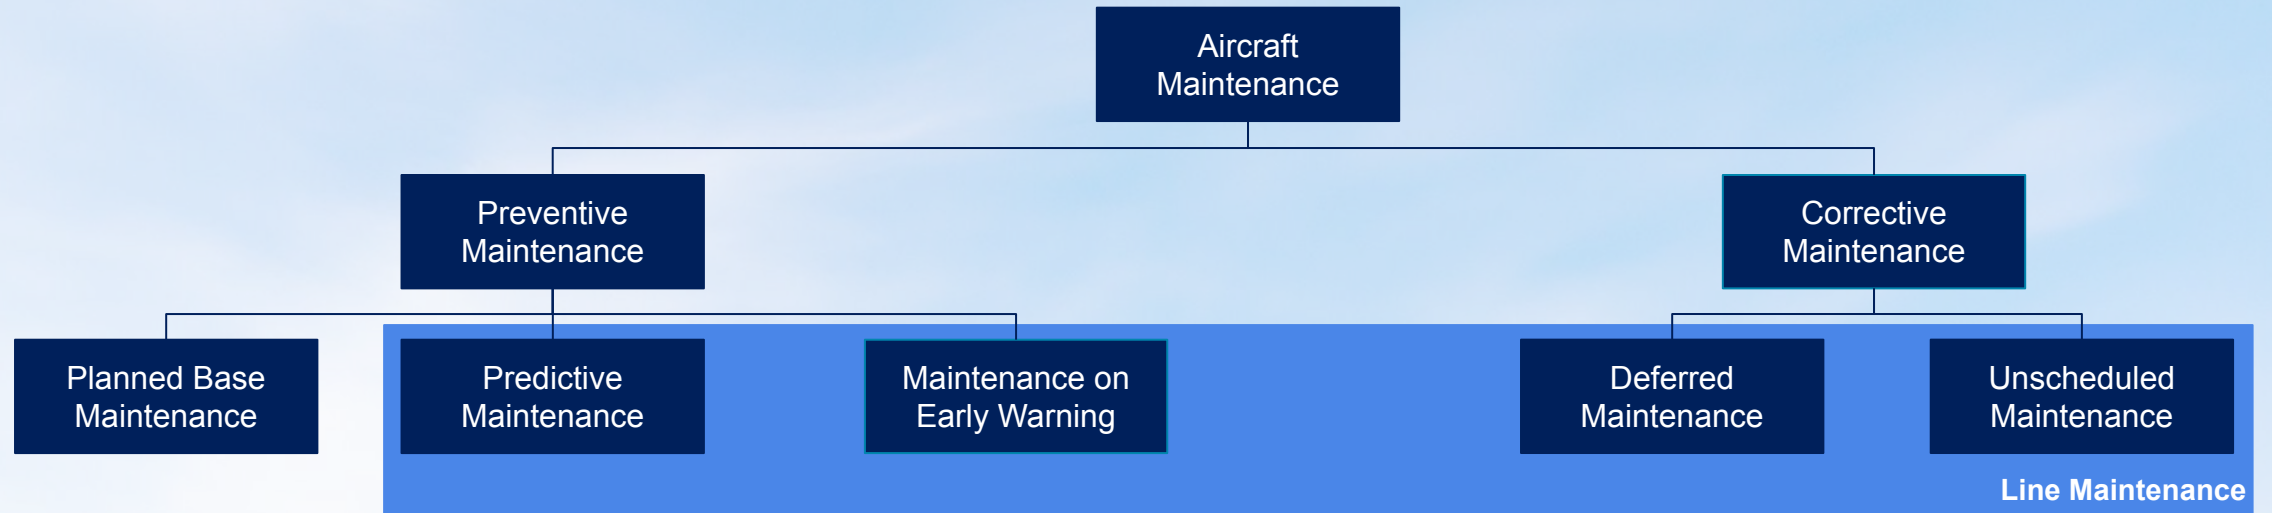 Aircraft
Maintenance
Preventive
Maintenance
Corrective
Maintenance
Planned Base
Maintenance
Predictive
Maintenance
Maintenance on
Early Warning
Deferred
Maintenance
Unscheduled
Maintenance
Line Maintenance